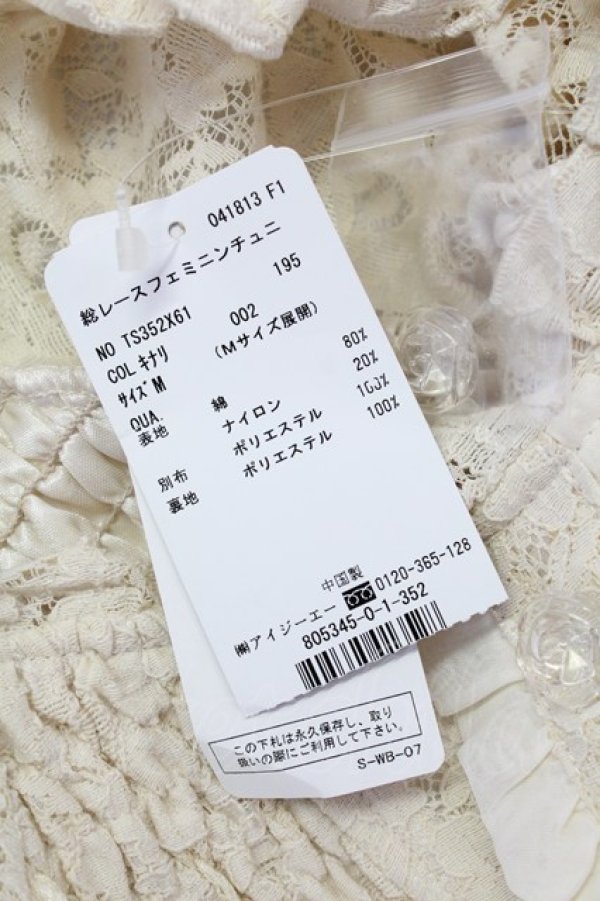 041813 F1
総レースフェミニンチュニ
195
NO TS352X61
COL キナリ 002
サイズ M (Mサイズ展開)
QUA.
表地 綿 80%
ナイロン 20%
別布 ポリエステル 100%
裏地 ポリエステル 100%
中国製
㈱アイジーエー 0120-365-128
805345-0-1-352
この下札は永久保存し、取り
扱いの際にご利用して下さい。
S-WB-07